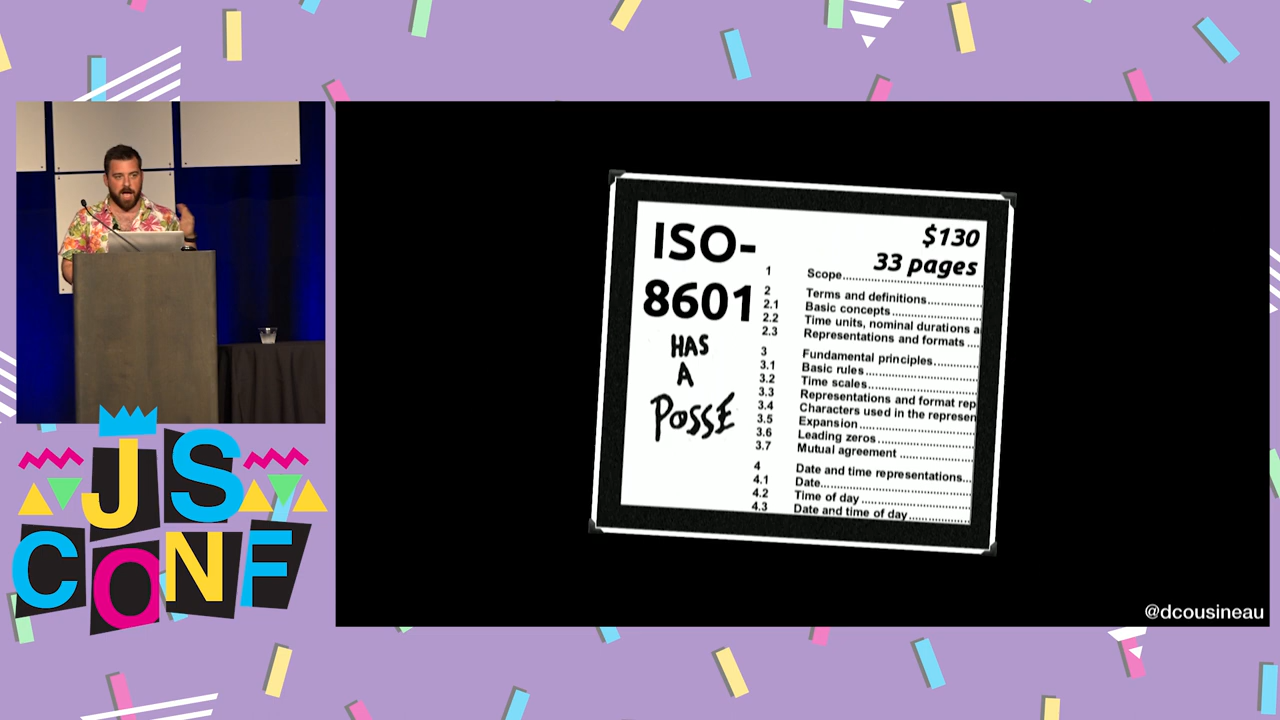 JS
CONF
ISO-
8601
HAS
A
POSSE
$130
33 pages
1 Scope
2 Terms and definitions
2.1 Basic concepts
2.2 Time units, nominal durations a
2.3 Representations and formats
3 Fundamental principles
3.1 Basic rules
3.2 Time scales
3.3 Representations and format rep
3.4 Characters used in the represen
3.5 Expansion
3.6 Leading zeros
3.7 Mutual agreement
4 Date and time representations
4.1 Date
4.2 Time of day
4.3 Date and time of day
@dcousineau